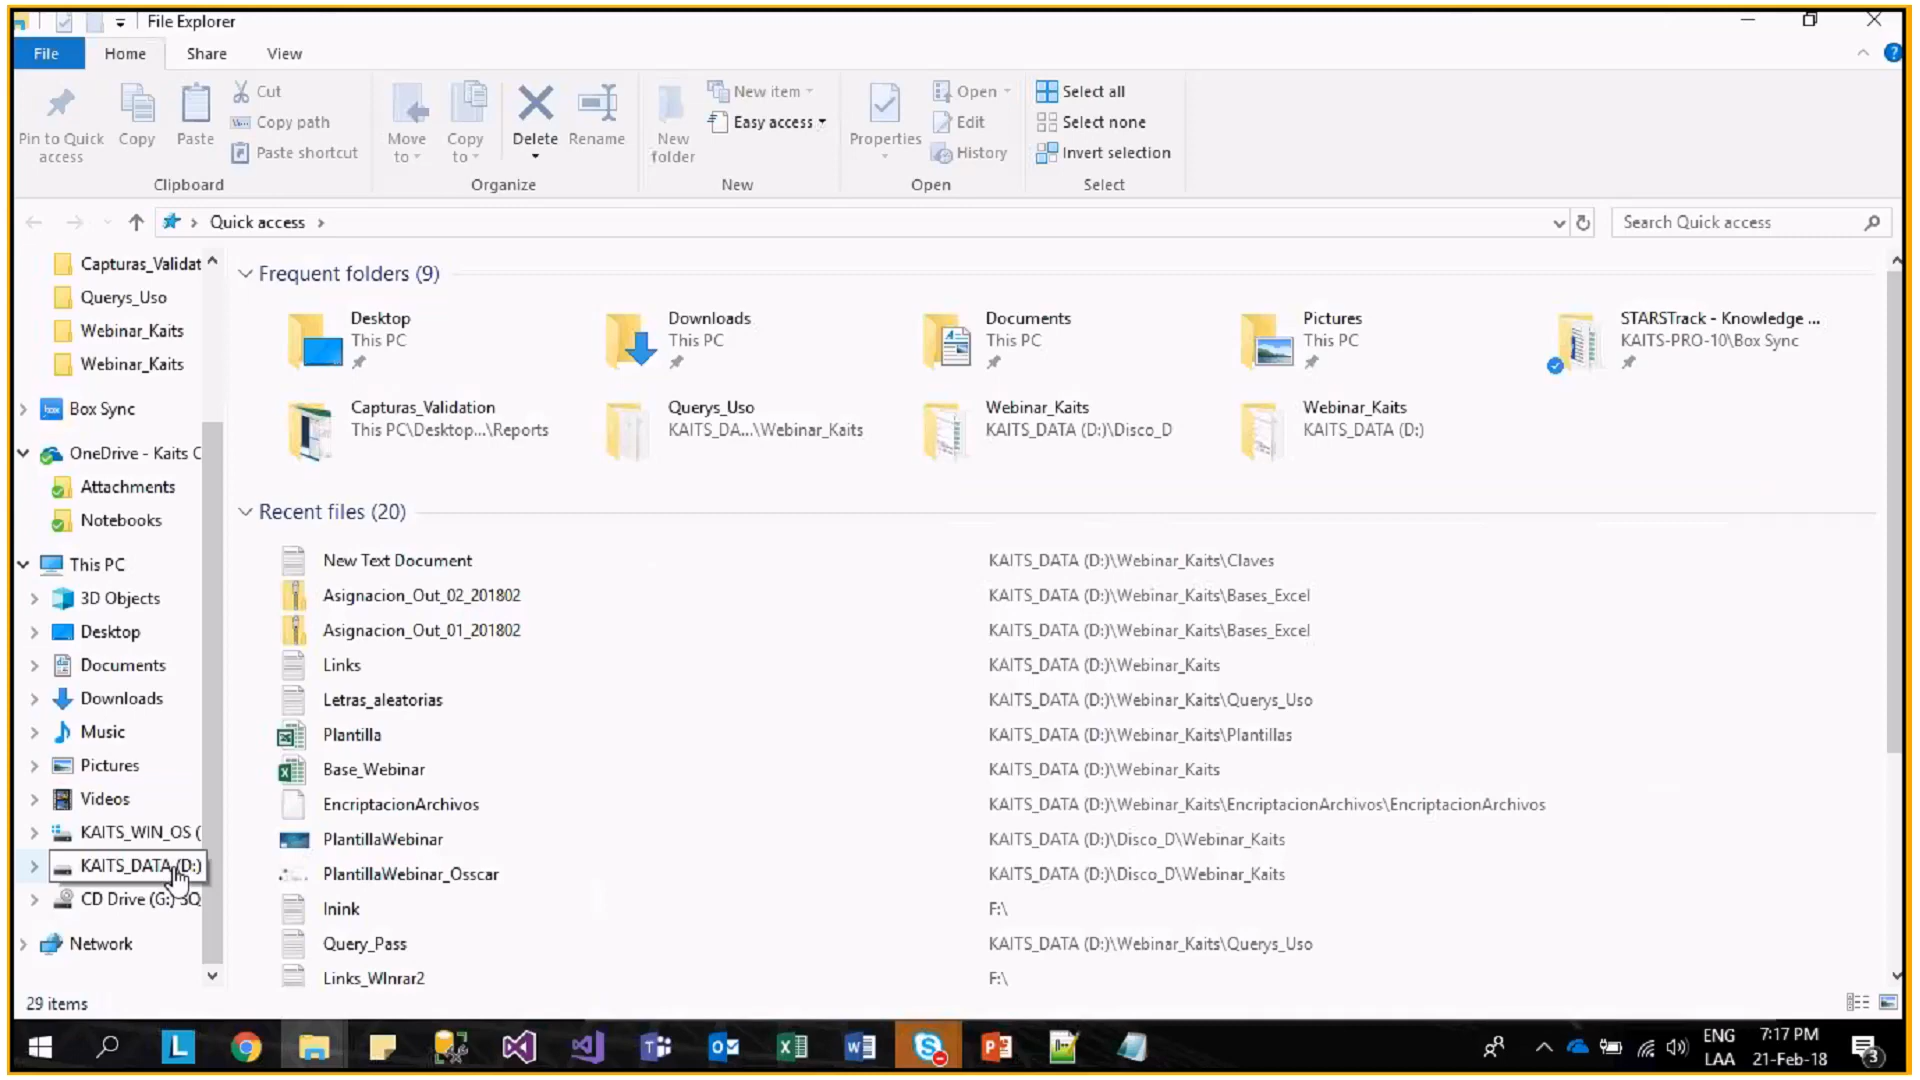 File Explorer
File Home Share View
Pin to Quick access
Copy
Paste
Cut
Copy path
Paste shortcut
Clipboard
Move to
Copy to
Delete
Rename
Organize
New folder
New item
Easy access
New
Properties
Open
Edit
History
Open
Select all
Select none
Invert selection
Select
Quick access
Search Quick access
Capturas_Validat
Querys_Uso
Webinar_Kaits
Webinar_Kaits
box Box Sync
OneDrive - Kaits C
Attachments
Notebooks
This PC
3D Objects
Desktop
Documents
Downloads
Music
Pictures
Videos
KAITS_WIN_OS (
KAITS_DATA (D:)
CD Drive (G:) SQ
Network
Frequent folders (9)
Desktop
This PC
Downloads
This PC
Documents
This PC
Pictures
This PC
STARSTrack - Knowledge ...
KAITS-PRO-10\Box Sync
Capturas_Validation
This PC\Desktop...\Reports
Querys_Uso
KAITS_DA...\Webinar_Kaits
Webinar_Kaits
KAITS_DATA (D:)\Disco_D
Webinar_Kaits
KAITS_DATA (D:)
Recent files (20)
New Text Document KAITS_DATA (D:)\Webinar_Kaits\Claves
Asignacion_Out_02_201802 KAITS_DATA (D:)\Webinar_Kaits\Bases_Excel
Asignacion_Out_01_201802 KAITS_DATA (D:)\Webinar_Kaits\Bases_Excel
Links KAITS_DATA (D:)\Webinar_Kaits
Letras_aleatorias KAITS_DATA (D:)\Webinar_Kaits\Querys_Uso
Plantilla KAITS_DATA (D:)\Webinar_Kaits\Plantillas
Base_Webinar KAITS_DATA (D:)\Webinar_Kaits
EncriptacionArchivos KAITS_DATA (D:)\Webinar_Kaits\EncriptacionArchivos\EncriptacionArchivos
PlantillaWebinar KAITS_DATA (D:)\Disco_D\Webinar_Kaits
PlantillaWebinar_Osscar KAITS_DATA (D:)\Disco_D\Webinar_Kaits
Inink F:\
Query_Pass KAITS_DATA (D:)\Webinar_Kaits\Querys_Uso
Links_WInrar2 F:\
29 items
ENG
LAA
7:17 PM
21-Feb-18
3